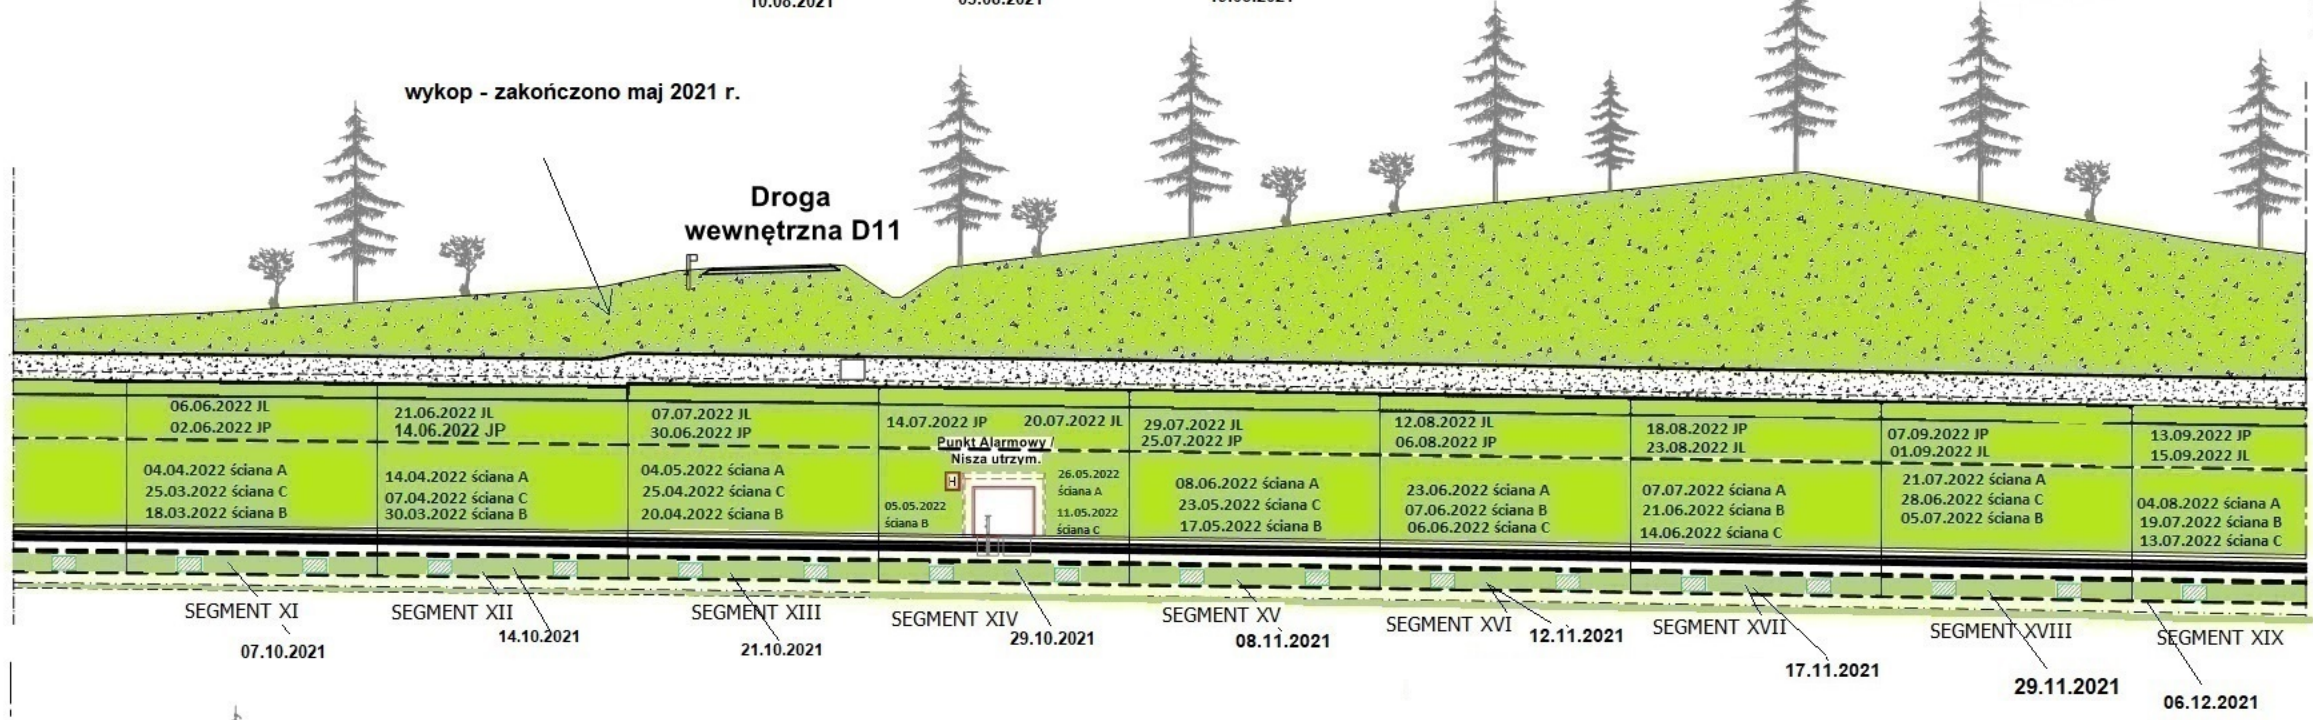 10.08.2021
wykop - zakończono maj 2021 r.
Droga
wewnętrzna D11
06.06.2022 JL
02.06.2022 JP
04.04.2022 ściana A
25.03.2022 ściana C
18.03.2022 ściana B
21.06.2022 JL
14.06.2022 JP
14.04.2022 ściana A
07.04.2022 ściana C
30.03.2022 ściana B
07.07.2022 JL
30.06.2022 JP
04.05.2022 ściana A
25.04.2022 ściana C
20.04.2022 ściana B
14.07.2022 JP
20.07.2022 JL
Punkt Alarmowy /
Nisza utrzym.
H
05.05.2022
ściana B
26.05.2022
ściana A
11.05.2022
ściana C
29.07.2022 JL
25.07.2022 JP
08.06.2022 ściana A
23.05.2022 ściana C
17.05.2022 ściana B
12.08.2022 JL
06.08.2022 JP
23.06.2022 ściana A
07.06.2022 ściana B
06.06.2022 ściana C
18.08.2022 JP
23.08.2022 JL
07.07.2022 ściana A
21.06.2022 ściana B
14.06.2022 ściana C
07.09.2022 JP
01.09.2022 JL
21.07.2022 ściana A
28.06.2022 ściana C
05.07.2022 ściana B
13.09.2022 JP
15.09.2022 JL
04.08.2022 ściana A
19.07.2022 ściana B
13.07.2022 ściana C
SEGMENT XI
SEGMENT XII
SEGMENT XIII
SEGMENT XIV
SEGMENT XV
SEGMENT XVI
SEGMENT XVII
SEGMENT XVIII
SEGMENT XIX
07.10.2021
14.10.2021
21.10.2021
29.10.2021
08.11.2021
12.11.2021
17.11.2021
29.11.2021
06.12.2021